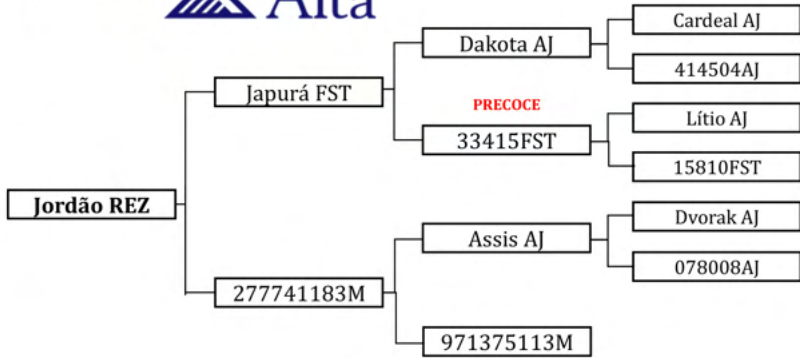 Alta
Cardeal AJ
Dakota AJ
414504AJ
Japurá FST
PRECOCE
Lítio AJ
33415FST
15810FST
Jordão REZ
Dvorak AJ
Assis AJ
078008AJ
277741183M
971375113M